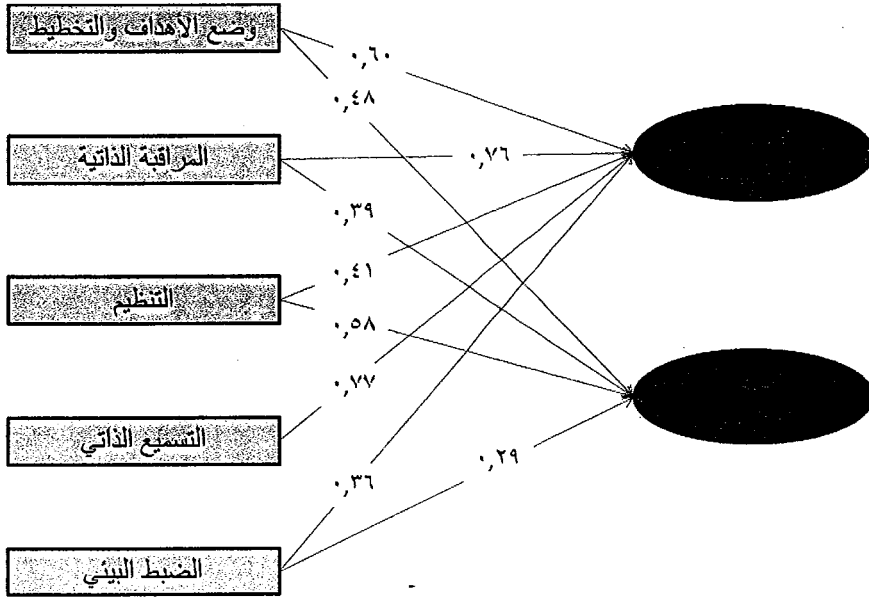 وضع الأهداف والتخطيط
٠,٦٠
٠,٤٨
المراقبة الذاتية
٠,٧٦
٠,٣٩
التنظيم
٠,٤١
٠,٥٨
التسميع الذاتي
٠,٧٧
٠,٣٦
٠,٢٩
الضبط البيئي